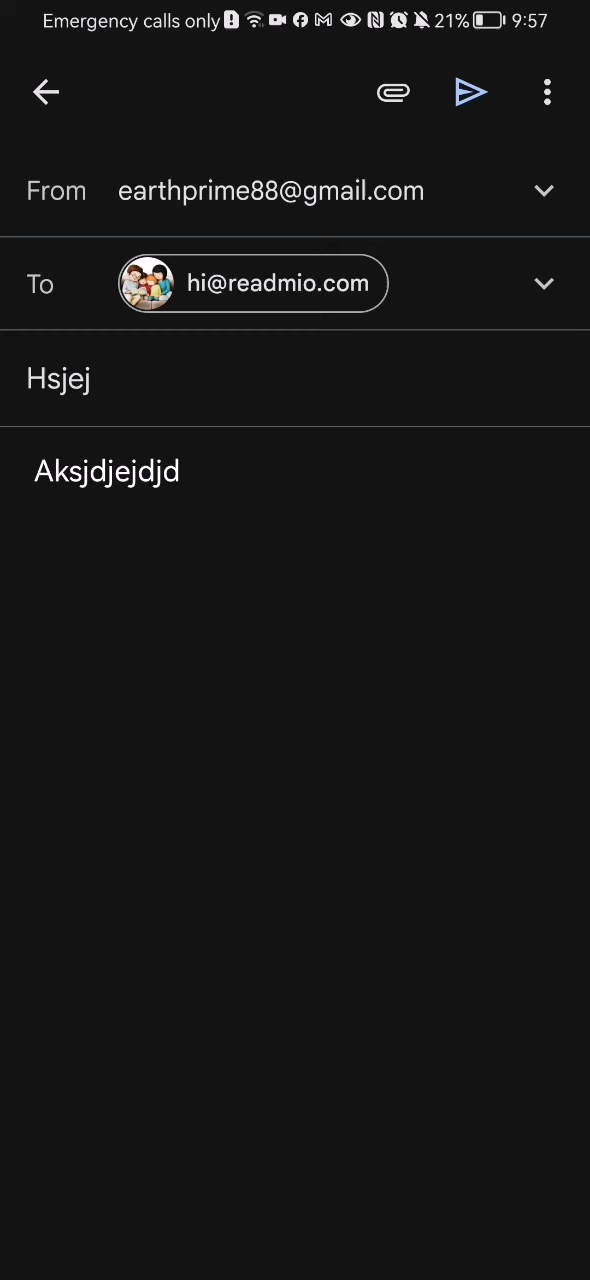 Emergency calls only 21% 9:57
From earthprime88@gmail.com
To hi@readmio.com
Hsjej
Aksjdjejdjd